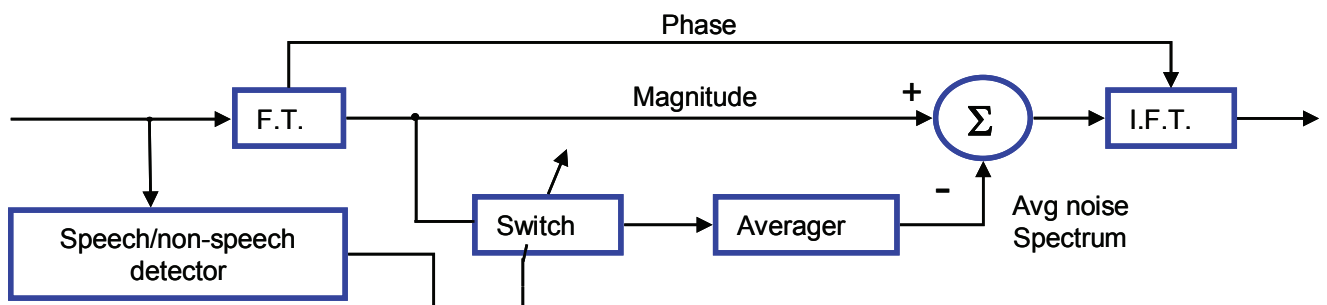 Phase
Magnitude
+
F.T.
Σ
I.F.T.
-
Switch
Averager
Avg noise
Spectrum
Speech/non-speech
detector